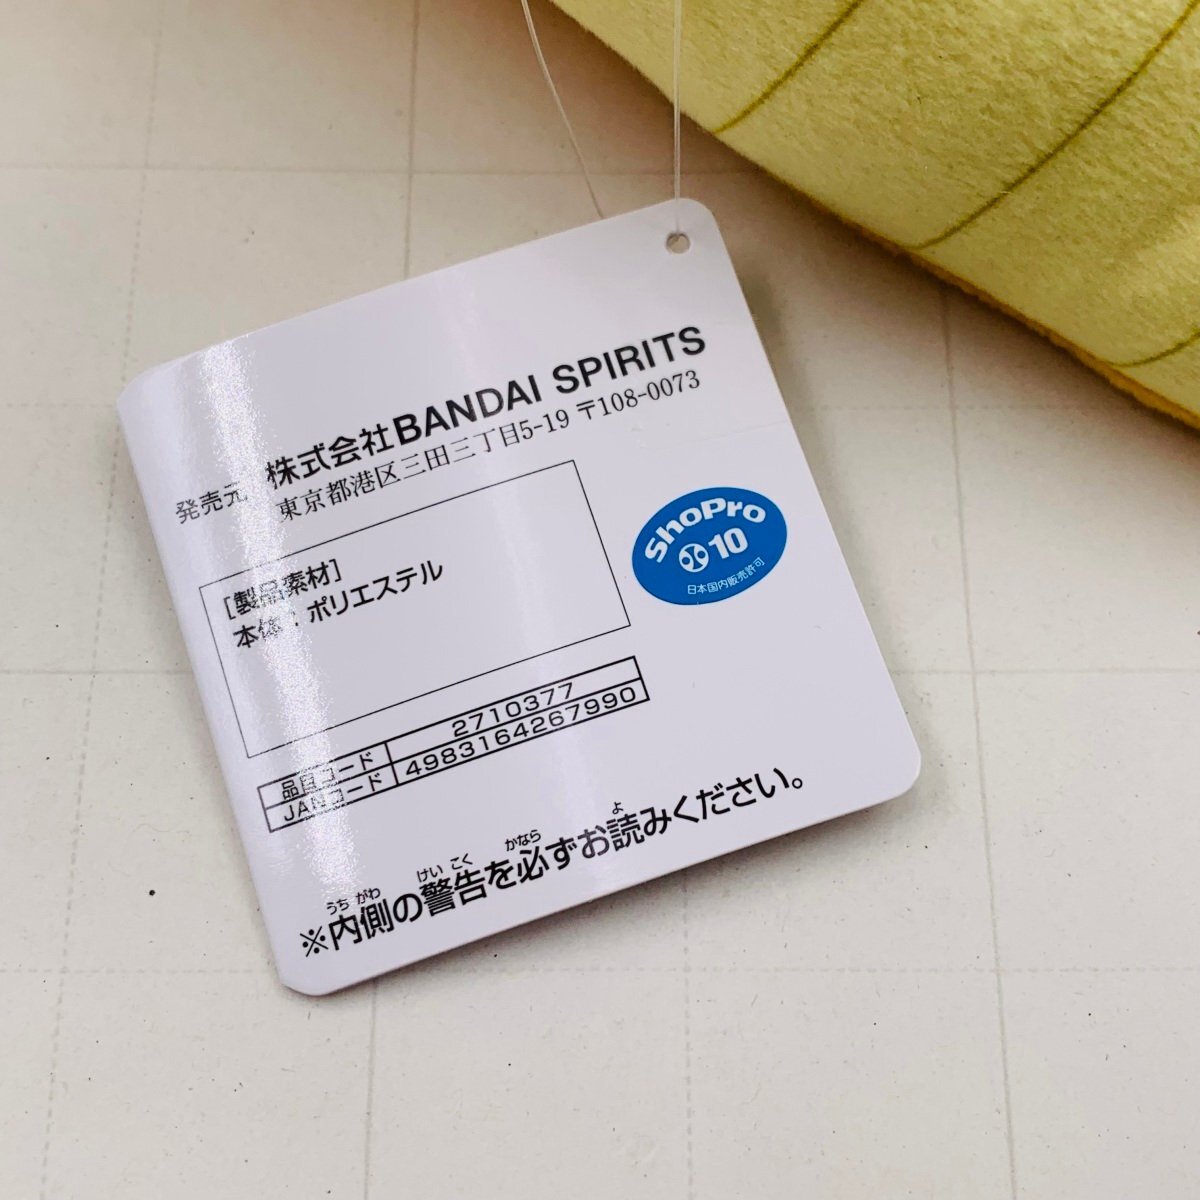 発売元 株式会社BANDAI SPIRITS
東京都港区三田三丁目5-19 〒108-0073
[製品素材]
本体：ポリエステル
ShoPro
10
日本国内販売許可
品目コード 2710377
JANコード 4983164267990
うちがわ けいこく かなら よ
※内側の警告を必ずお読みください。